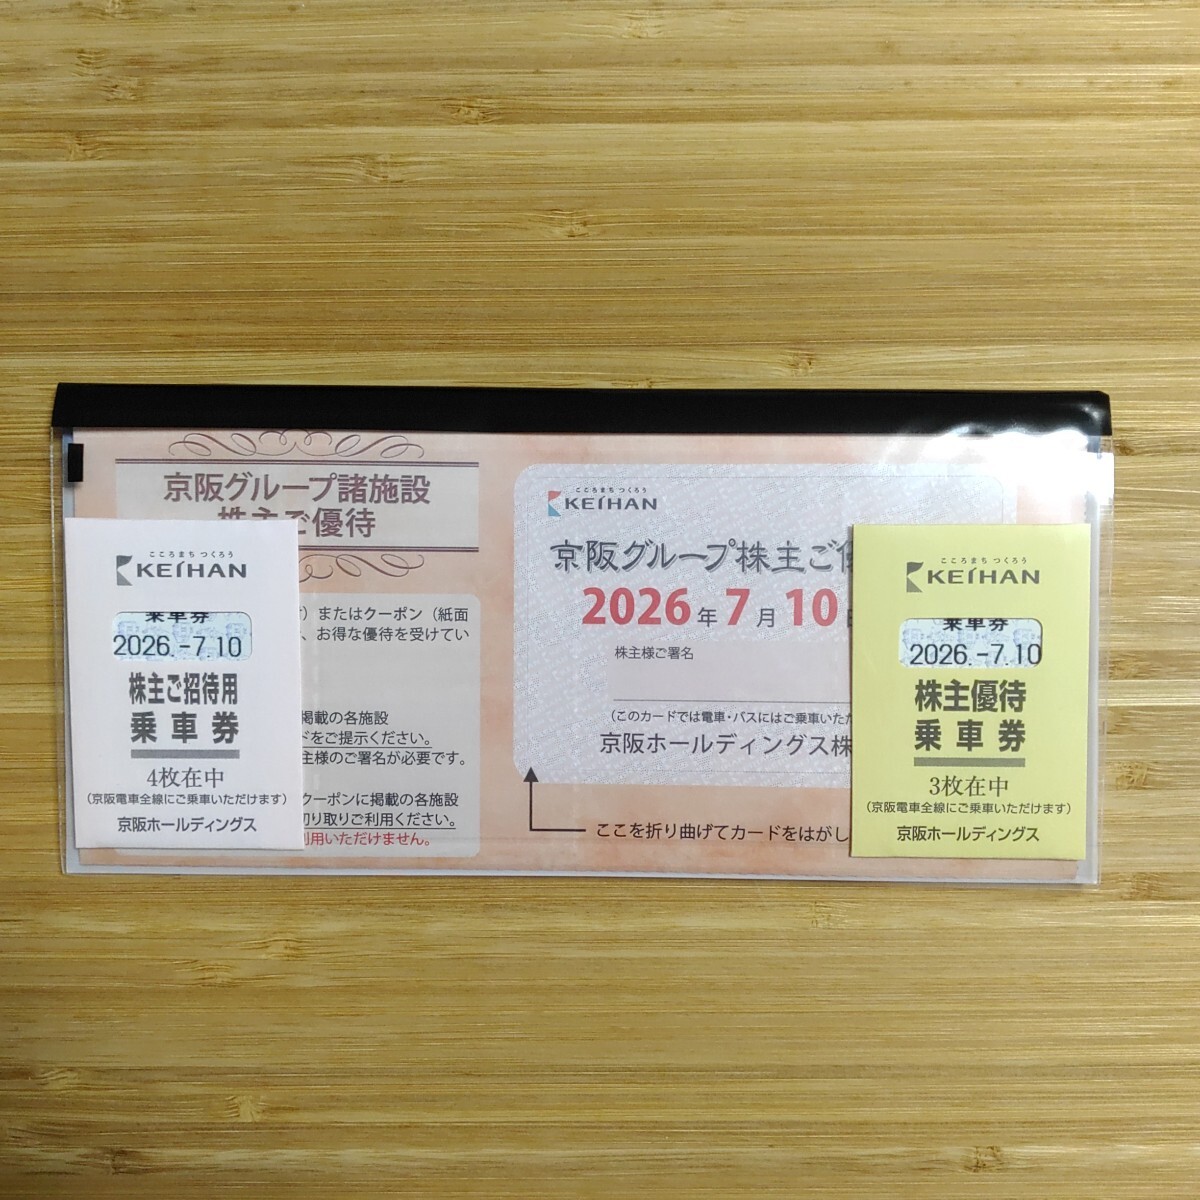 京阪グループ諸施設
株主ご優待
またはクーポン（紙面
、お得な優待を受けてい
掲載の各施設
ドをご提示ください。
主様のご署名が必要です。
クーポンに掲載の各施設
切り取りご利用ください。
利用いただけません。
こころまち つくろう
KEIHAN
京阪グループ株主ご
2026年7月10日
株主様ご署名
（このカードでは電車・バスにはご乗車いただ
京阪ホールディングス株
ここを折り曲げてカードをはがし
こころまち つくろう
KEIHAN
乗車券
2026.-7.10
株主ご招待用
乗車券
4枚在中
（京阪電車全線にご乗車いただけます）
京阪ホールディングス
こころまち つくろう
KEIHAN
乗車券
2026.-7.10
株主優待
乗車券
3枚在中
（京阪電車全線にご乗車いただけます）
京阪ホールディングス